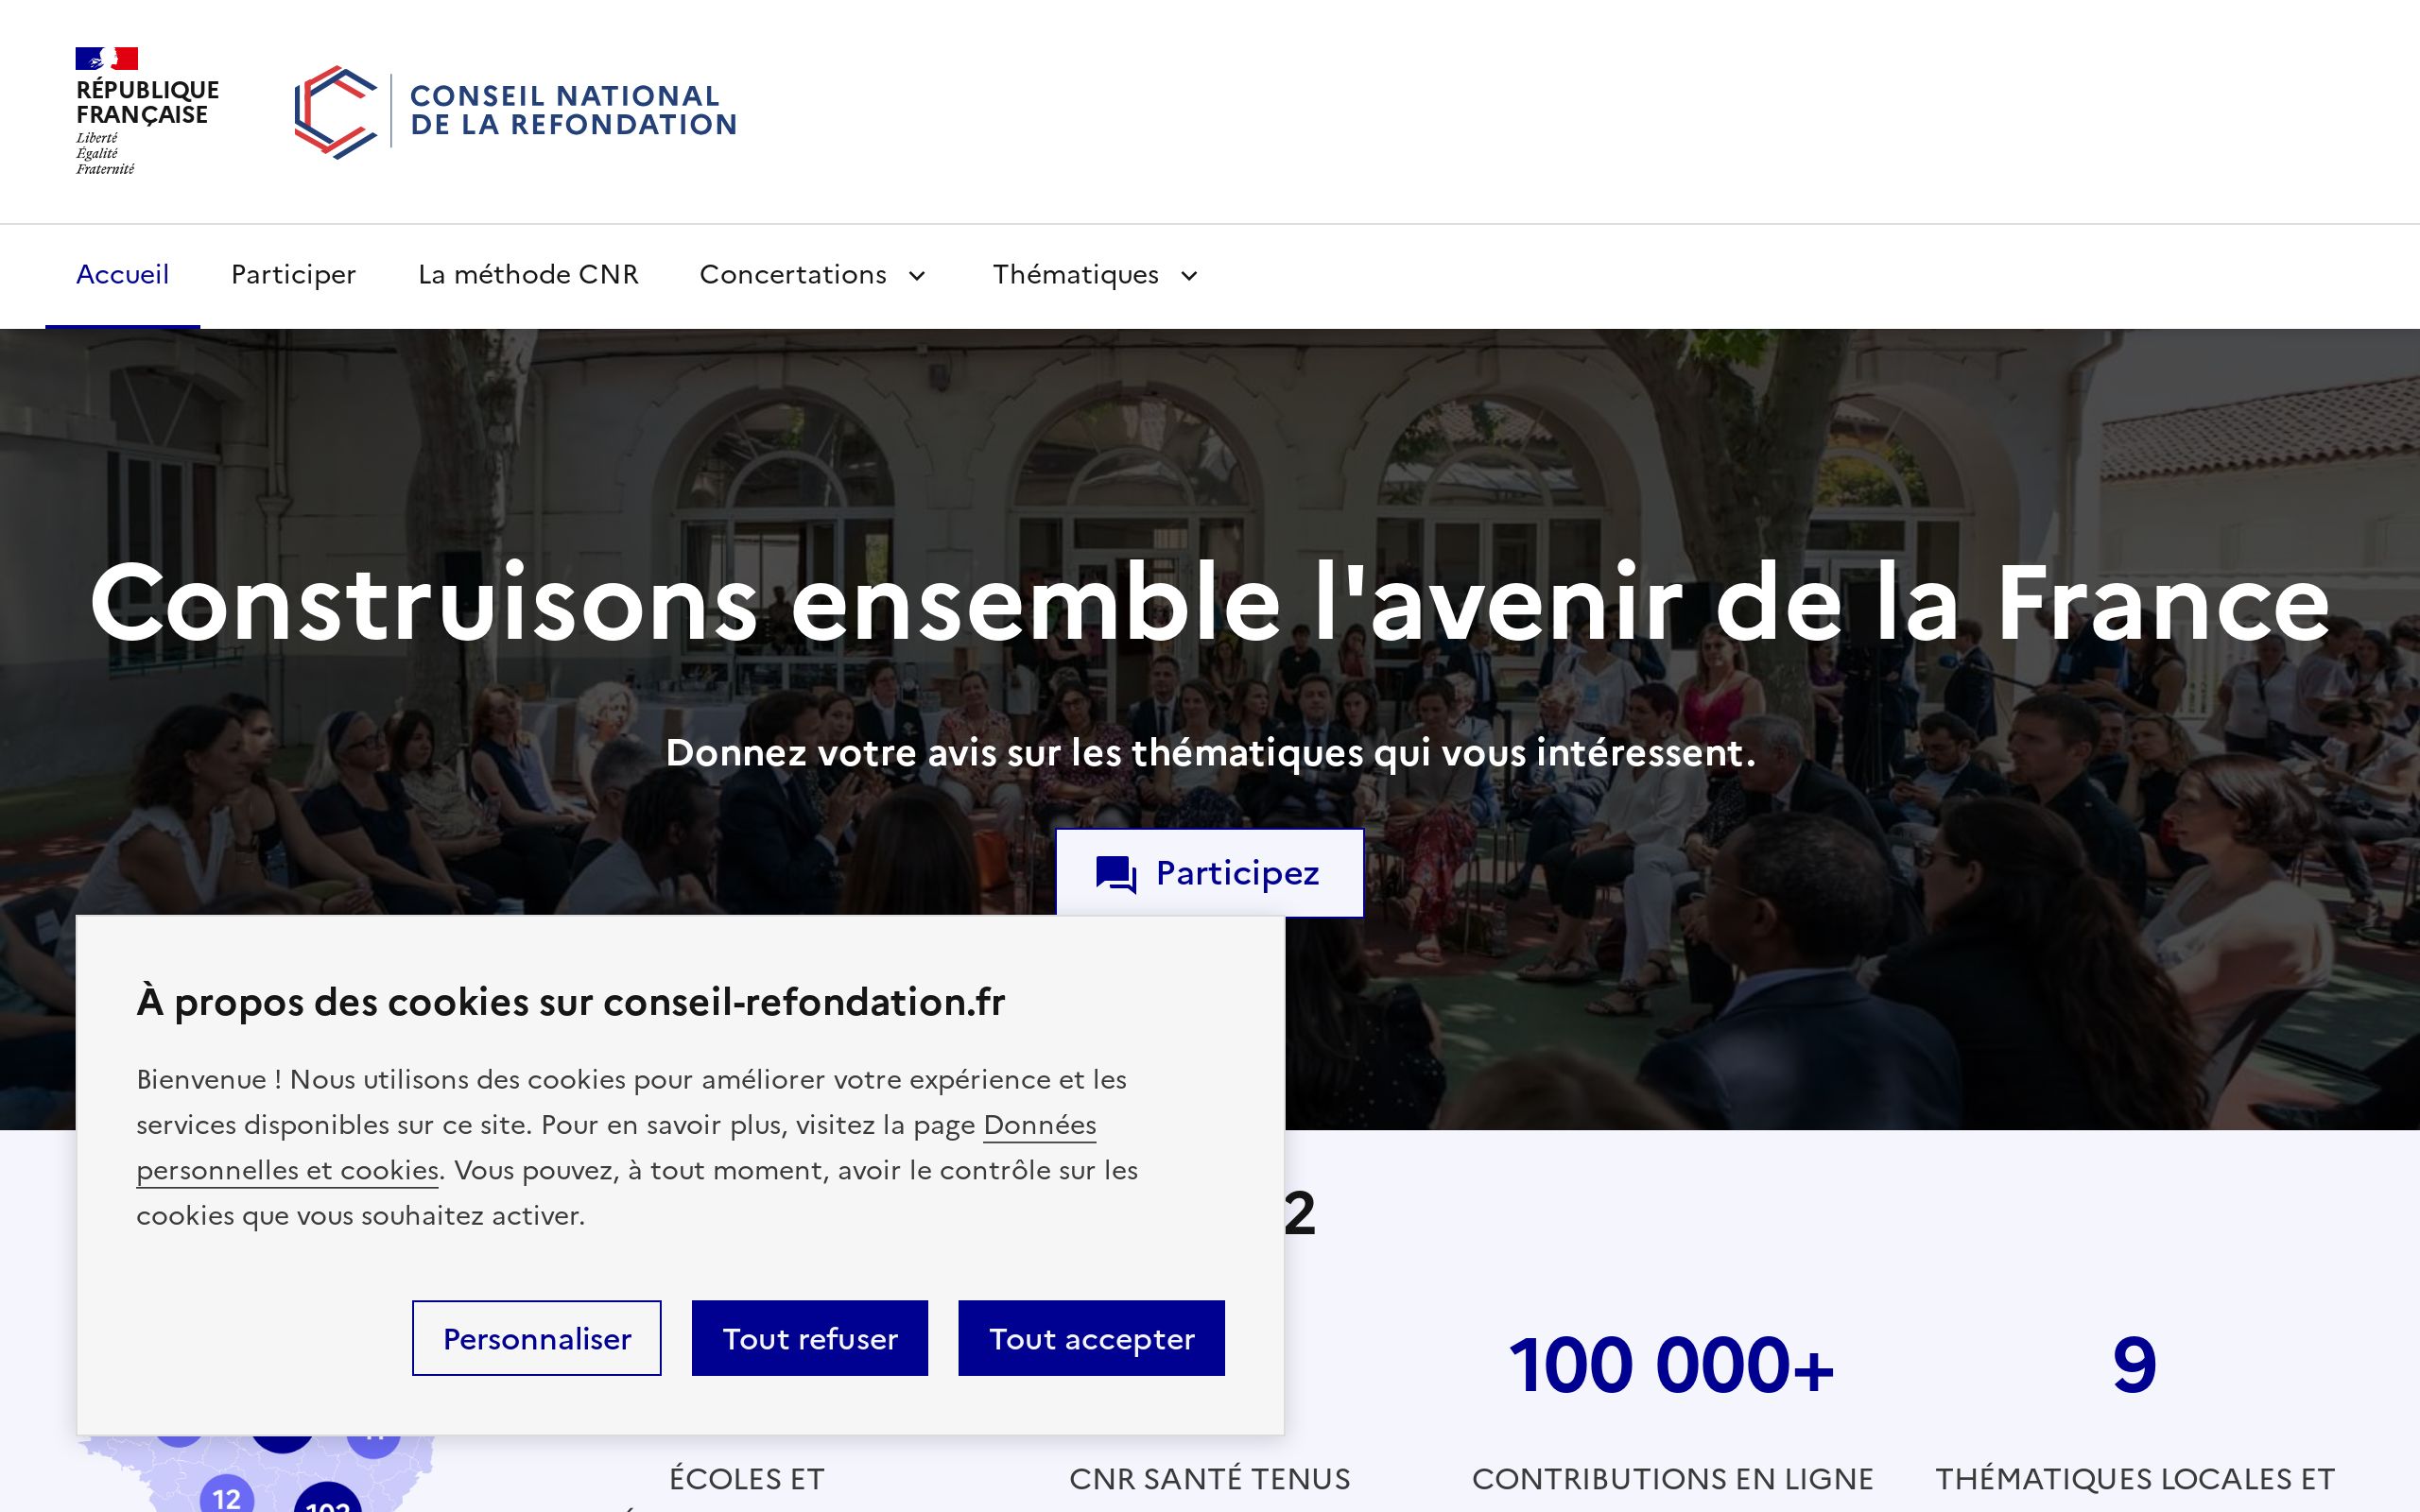 RÉPUBLIQUE
FRANÇAISE
Liberté
Égalité
Fraternité
CONSEIL NATIONAL
DE LA REFONDATION
Accueil
Participer
La méthode CNR
Concertations
Thématiques
Construisons ensemble l'avenir de la France
Donnez votre avis sur les thématiques qui vous intéressent.
Participez
À propos des cookies sur conseil-refondation.fr
Bienvenue ! Nous utilisons des cookies pour améliorer votre expérience et les
services disponibles sur ce site. Pour en savoir plus, visitez la page Données
personnelles et cookies. Vous pouvez, à tout moment, avoir le contrôle sur les
cookies que vous souhaitez activer.
Personnaliser
Tout refuser
Tout accepter
2
100 000+
9
ÉCOLES ET
CNR SANTÉ TENUS
CONTRIBUTIONS EN LIGNE
THÉMATIQUES LOCALES ET
12